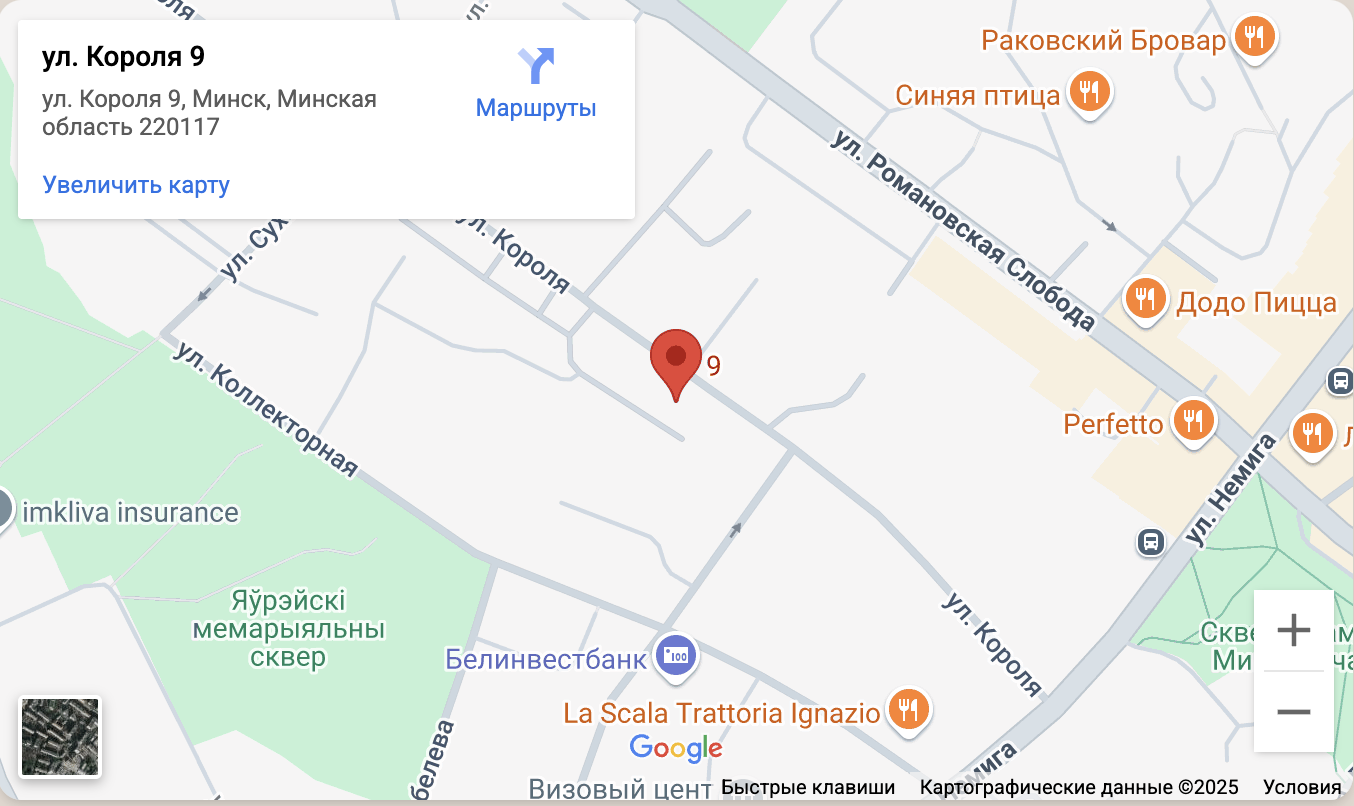 ул. Короля 9
ул. Короля 9, Минск, Минская
область 220117
Маршруты
Увеличить карту
ул.
Раковский Бровар
Синяя птица
ул. Романовская Слобода
ул. Сух
ул. Короля
Додо Пицца
9
ул. Коллекторная
Perfetto
ул. Немига
imkliva insurance
Яўрэйскі
мемарыяльны
сквер
ул. Короля
Белинвестбанк
100
La Scala Trattoria Ignazio
Google
белева
Немига
Визовый цент
Быстрые клавиши
Картографические данные ©2025
Условия